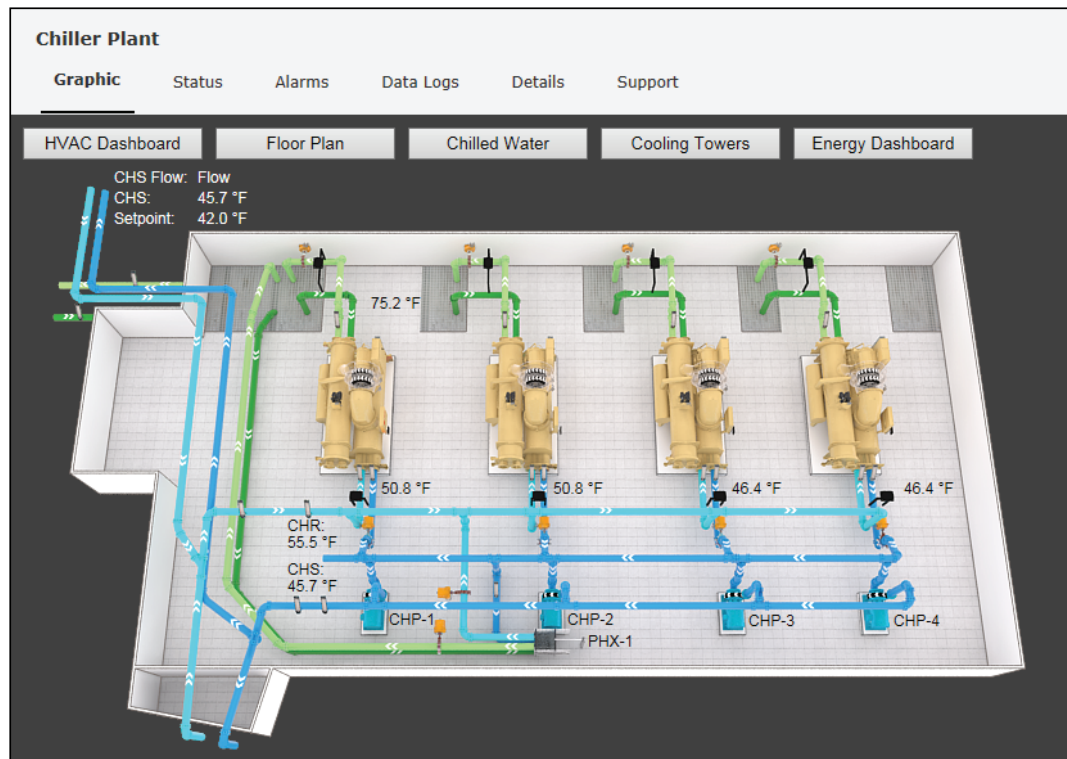 Chiller Plant
Graphic Status Alarms Data Logs Details Support
HVAC Dashboard Floor Plan Chilled Water Cooling Towers Energy Dashboard
CHS Flow: Flow
CHS: 45.7 °F
Setpoint: 42.0 °F
75.2 °F
50.8 °F 50.8 °F 46.4 °F 46.4 °F
CHR:
55.5 °F
CHS:
45.7 °F
CHP-1 CHP-2 CHP-3 CHP-4
PHX-1